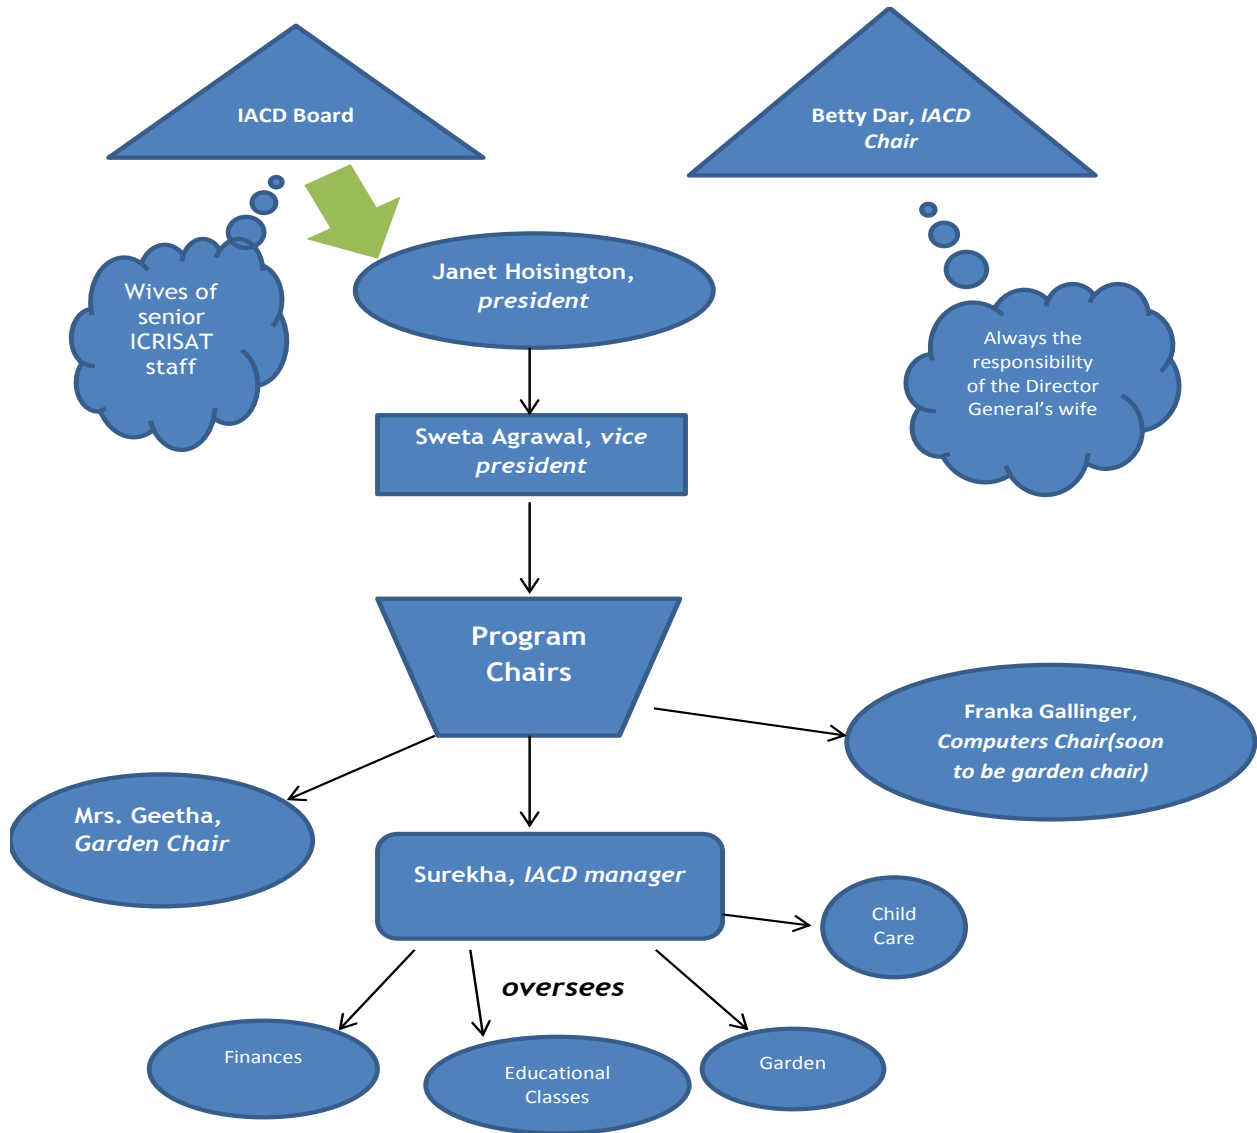 IACD Board
Betty Dar, IACD
Chair
Wives of
senior
ICRISAT
staff
Janet Hoisington,
president
Always the
responsibility
of the Director
General's wife
Sweta Agrawal, vice
president
Program
Chairs
Franka Gallinger,
Computers Chair(soon
to be garden chair)
Mrs. Geetha,
Garden Chair
Surekha, IACD manager
Child
Care
oversees
Finances
Educational
Classes
Garden